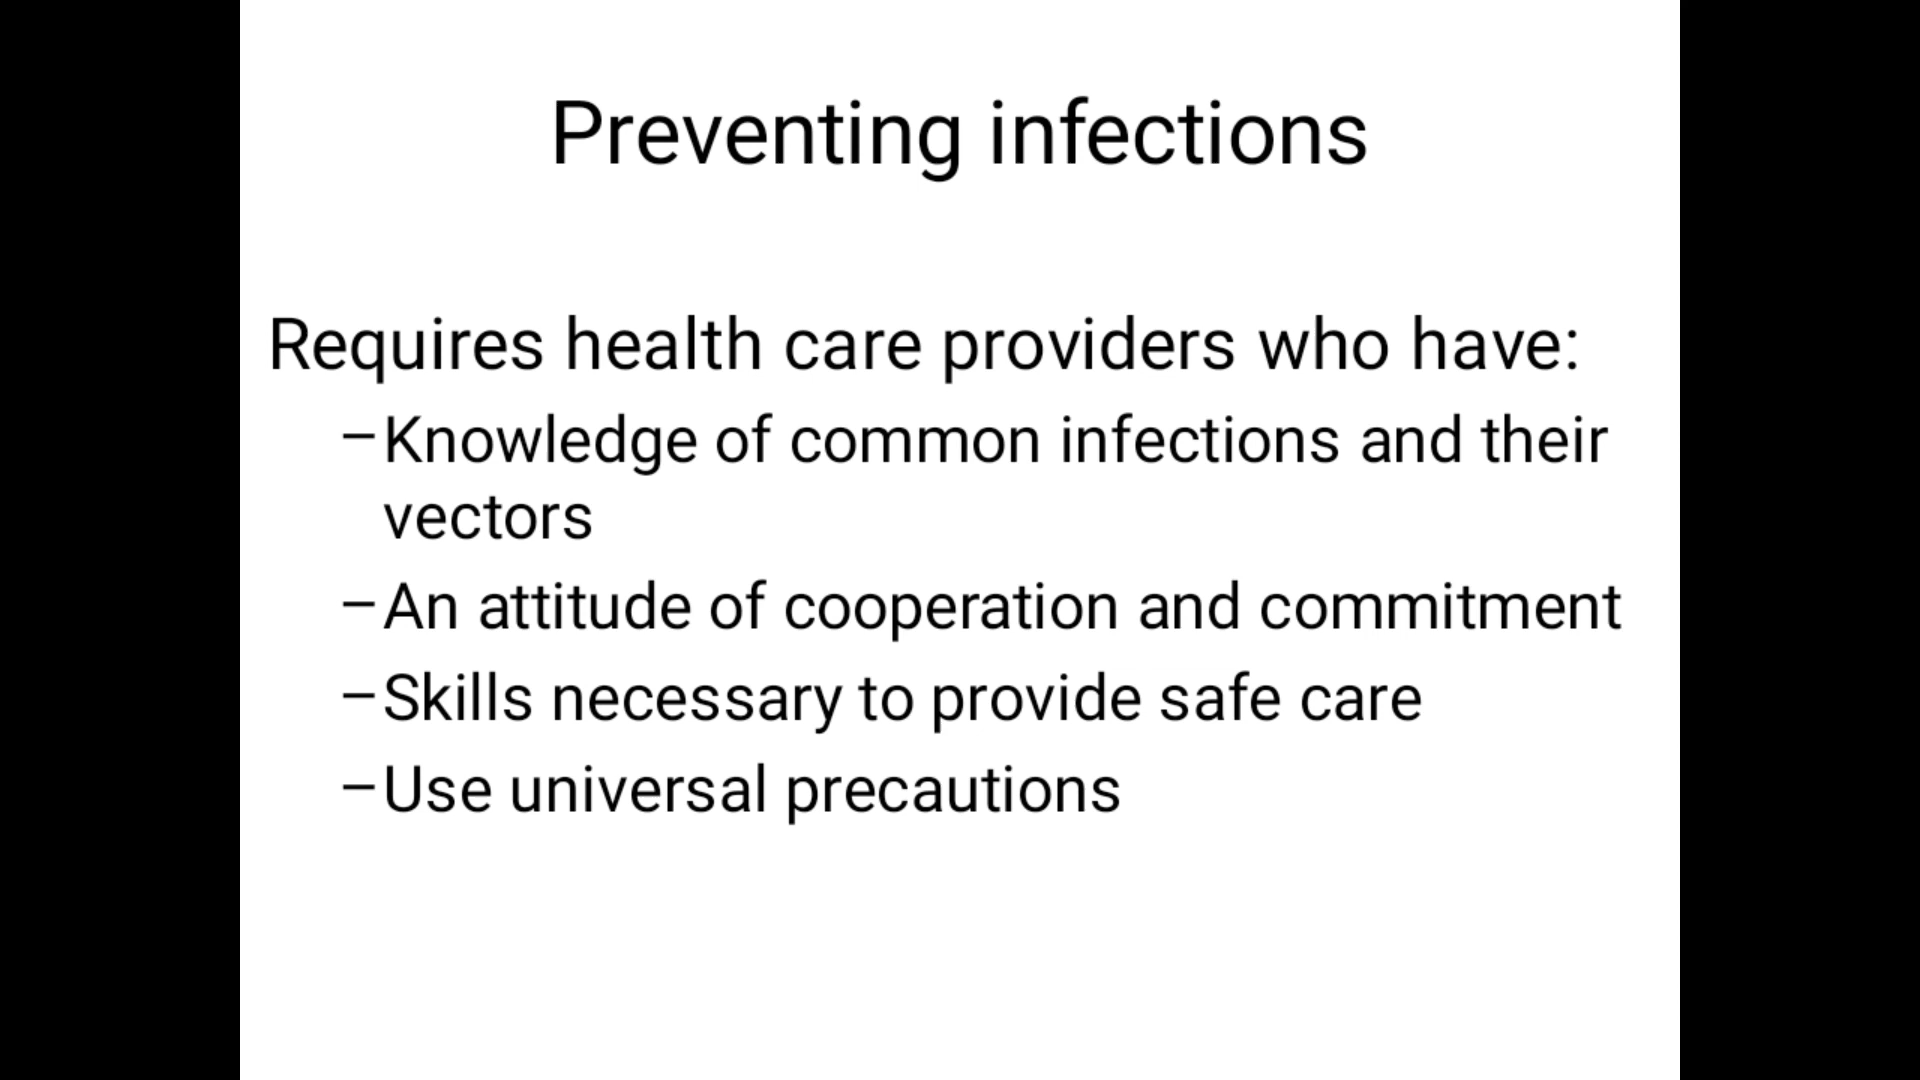 Preventing infections
Requires health care providers who have:
–Knowledge of common infections and their
vectors
–An attitude of cooperation and commitment
–Skills necessary to provide safe care
–Use universal precautions